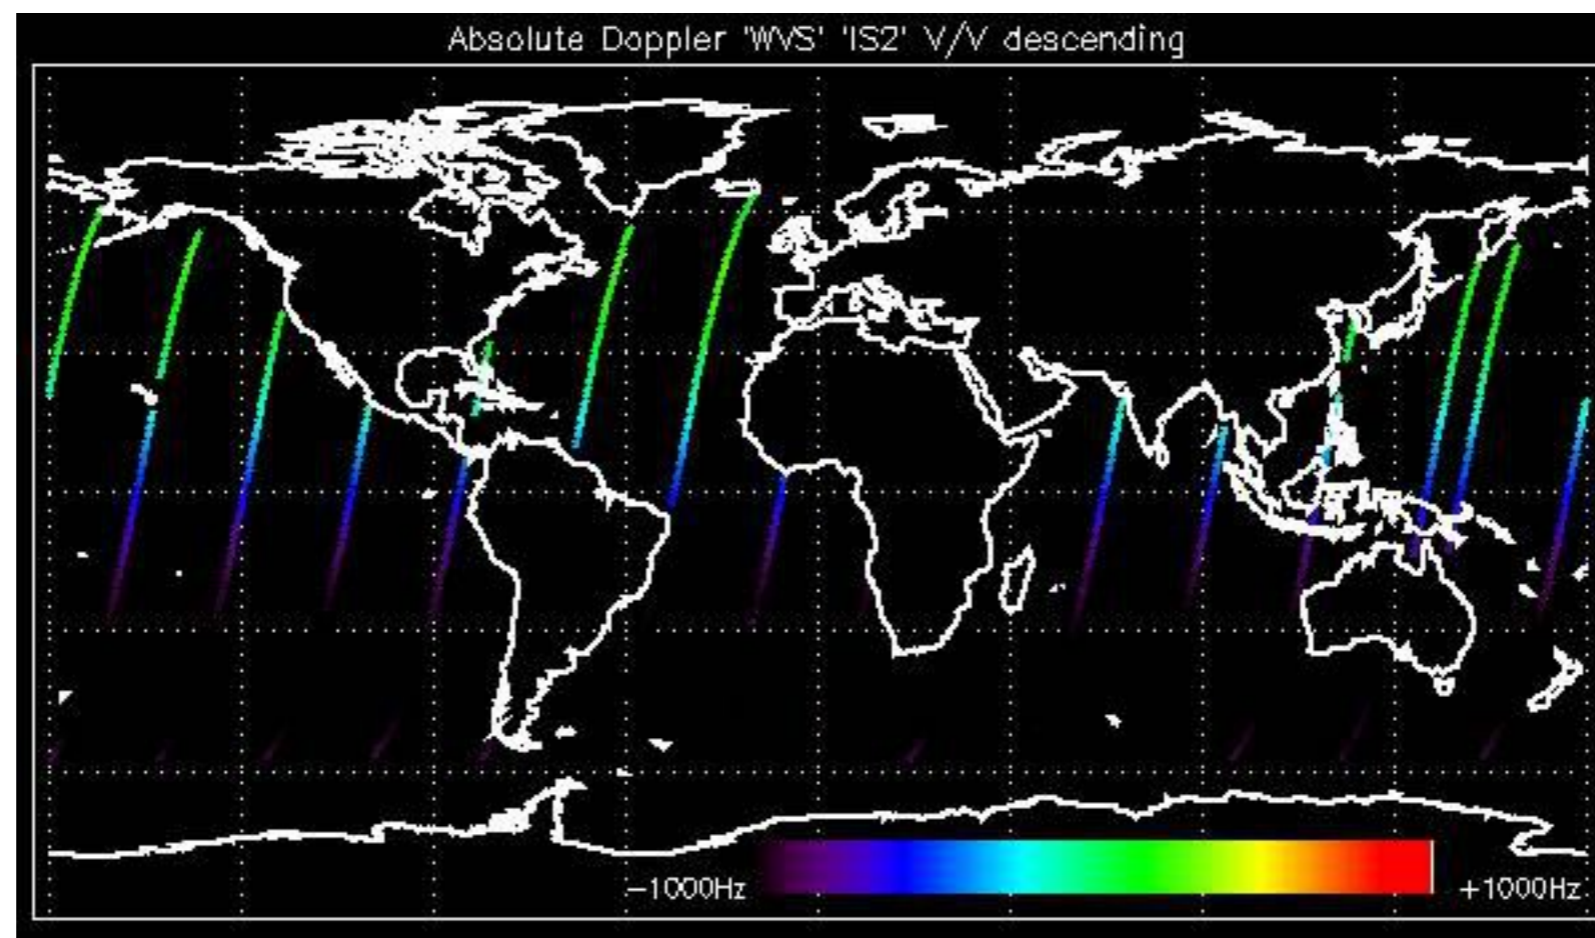 Absolute Doppler 'WVS' 'IS2' V/V descending
−1000Hz
+1000Hz